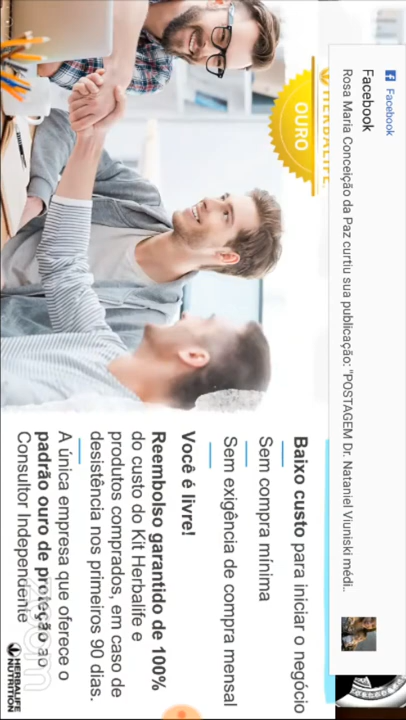 Facebook
Facebook
Rosa Maria Conceição da Paz curtiu sua publicação: "POSTAGEM Dr. Nataniel Viuniski médi..
HERBALIFE
OURO
Baixo custo para iniciar o negócio
Sem compra mínima
Sem exigência de compra mensal
Você é livre!
Reembolso garantido de 100%
do custo do Kit Herbalife e
produtos comprados, em caso de
desistência nos primeiros 90 dias.
A única empresa que oferece o
padrão ouro de proteção ao
Consultor Independente
zoom
HERBALIFE
NUTRITION